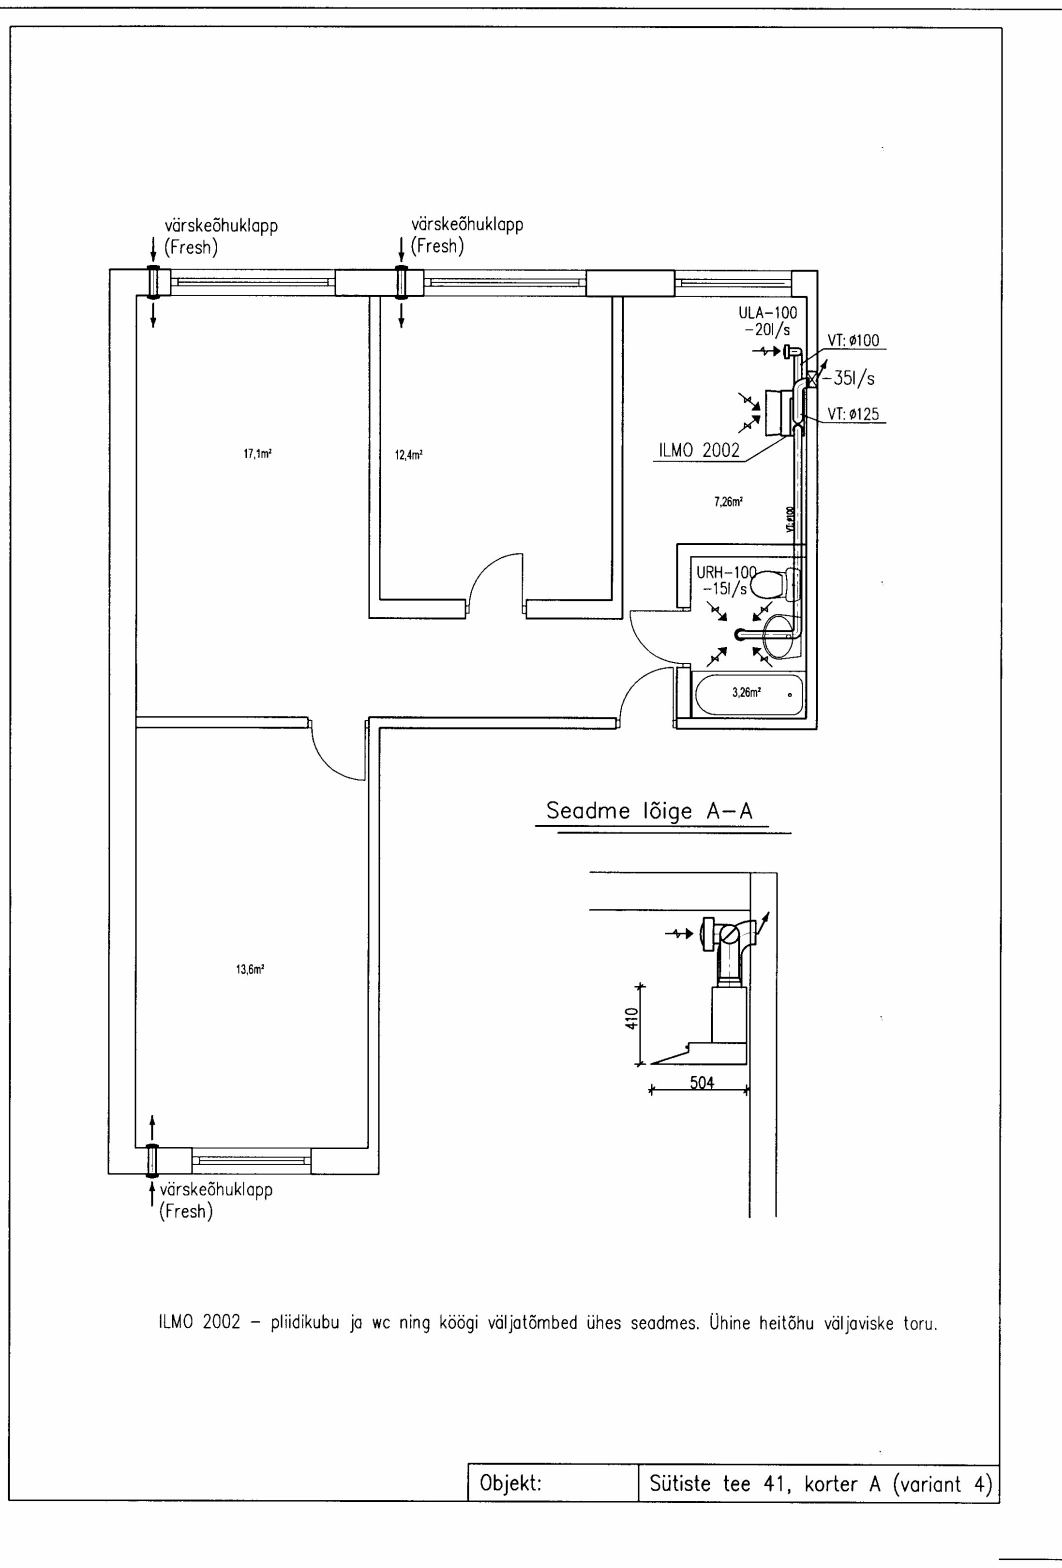 värskeõhuklapp
(Fresh)
värskeõhuklapp
(Fresh)
ULA-100
-20l/s
VT: ø100
-35l/s
VT: ø125
ILMO 2002
17,1m²
12,4m²
7,26m²
VT: ø100
URH-100
-15l/s
3,26m²
Seadme lõige A-A
13,6m²
410
504
värskeõhuklapp
(Fresh)
ILMO 2002 - pliidikubu ja wc ning köögi väljatõmbed ühes seadmes. Ühine heitõhu väljaviske toru.
Objekt:
Sütiste tee 41, korter A (variant 4)